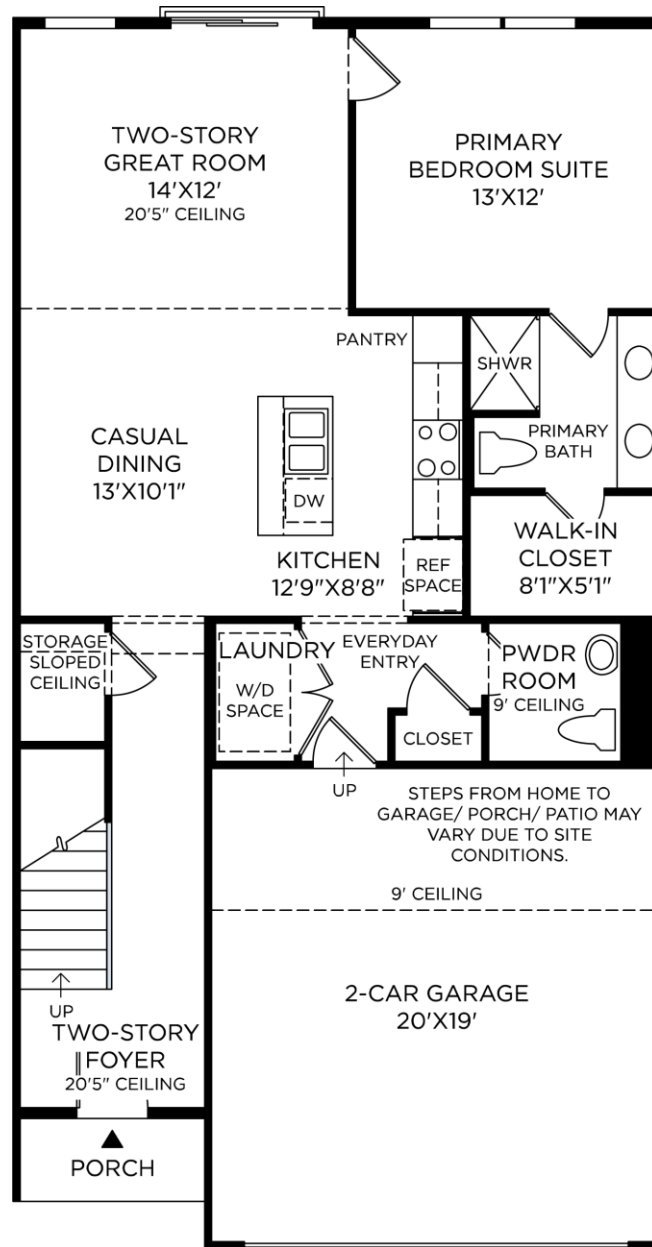 TWO-STORY
GREAT ROOM
14'X12'
20'5" CEILING
PRIMARY
BEDROOM SUITE
13'X12'
PANTRY
SHWR
PRIMARY
BATH
CASUAL
DINING
13'X10'1"
DW
KITCHEN
12'9"X8'8"
REF
SPACE
WALK-IN
CLOSET
8'1"X5'1"
STORAGE
SLOPED
CEILING
LAUNDRY
W/D
SPACE
EVERYDAY
ENTRY
CLOSET
PWDR
ROOM
9' CEILING
UP
STEPS FROM HOME TO
GARAGE/ PORCH/ PATIO MAY
VARY DUE TO SITE
CONDITIONS.
9' CEILING
2-CAR GARAGE
20'X19'
UP
TWO-STORY
FOYER
20'5" CEILING
PORCH